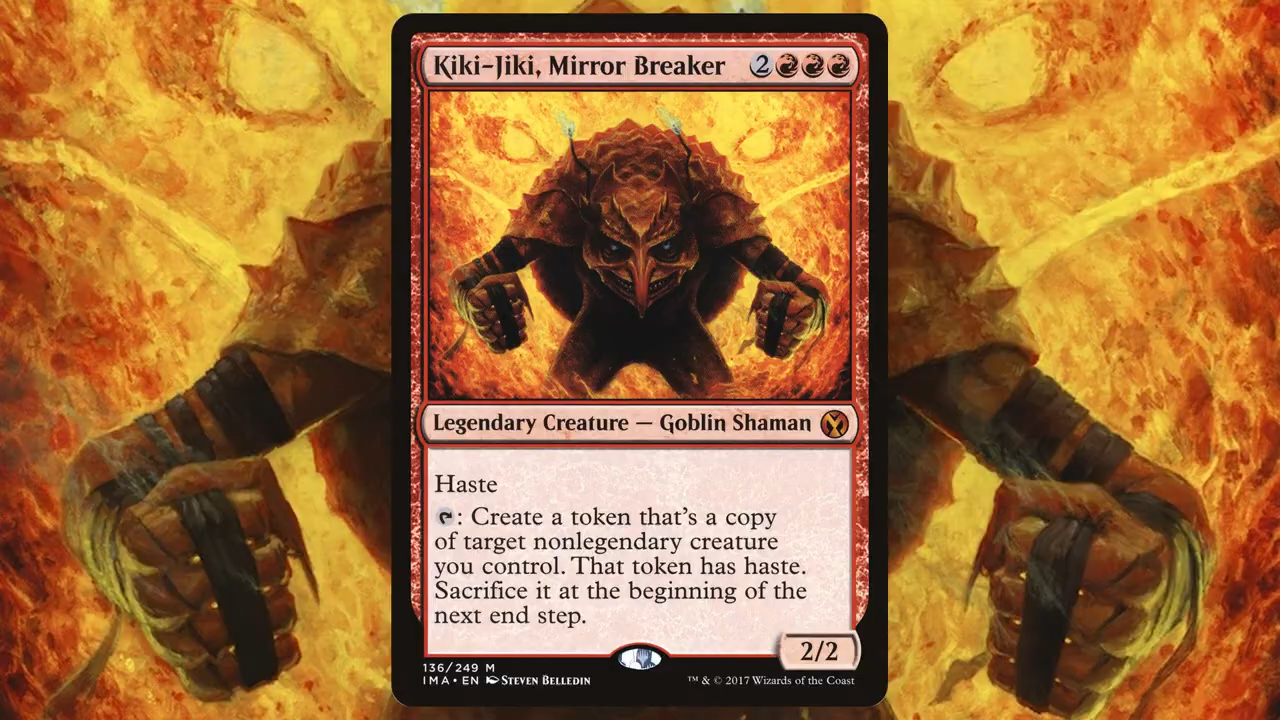 Kiki-Jiki, Mirror Breaker 2
Legendary Creature — Goblin Shaman
Haste
: Create a token that's a copy
of target nonlegendary creature
you control. That token has haste.
Sacrifice it at the beginning of the
next end step.
2/2
136/249 M
IMA • EN STEVEN BELLEDIN
™ & © 2017 Wizards of the Coast